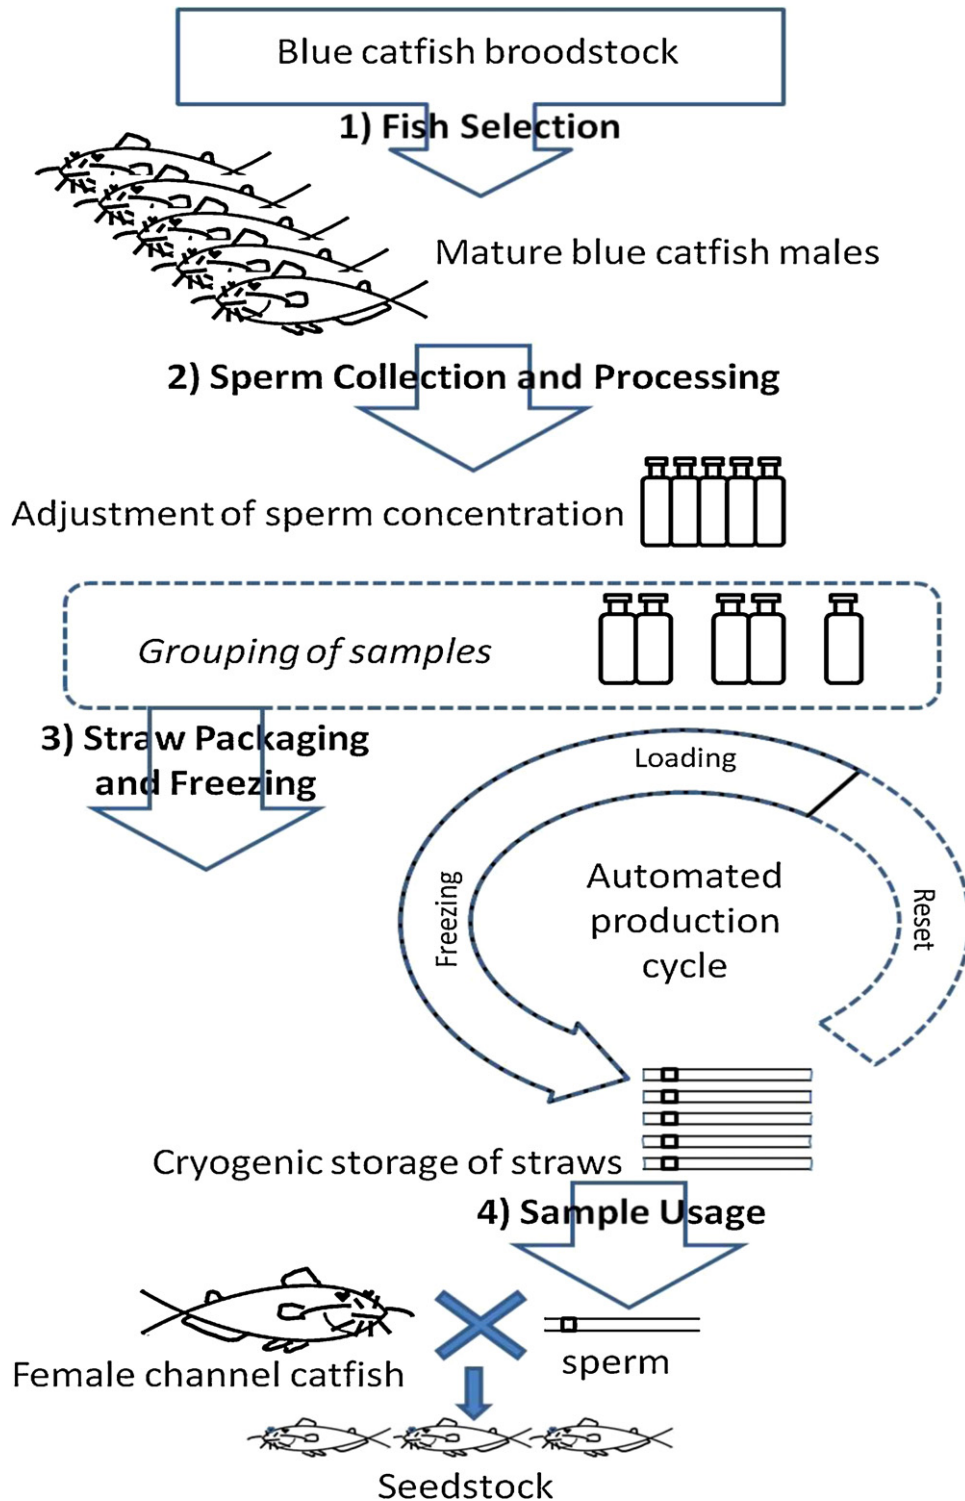 Blue catfish broodstock
1) Fish Selection
Mature blue catfish males
2) Sperm Collection and Processing
Adjustment of sperm concentration
Grouping of samples
3) Straw Packaging
and Freezing
Loading
Freezing
Automated
production
cycle
Reset
Cryogenic storage of straws
4) Sample Usage
Female channel catfish
sperm
Seedstock